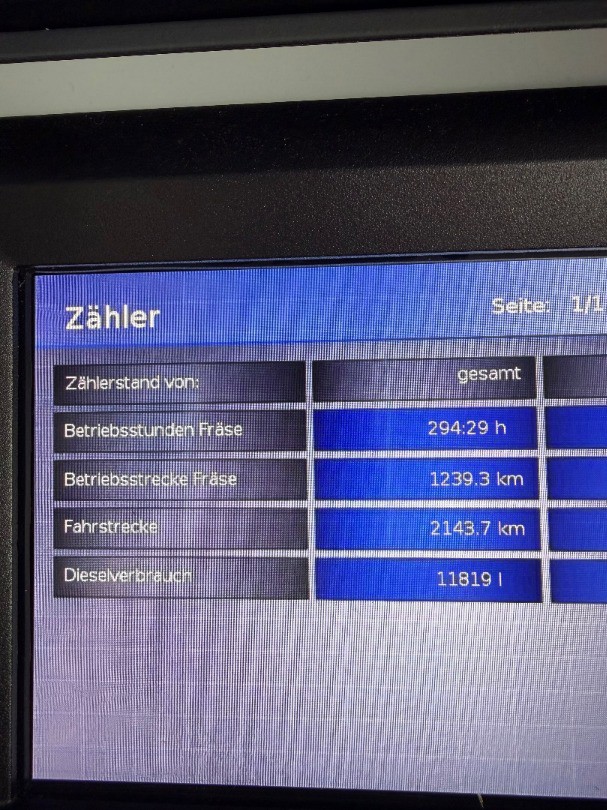 Zähler Seite: 1/1
Zählerstand von: gesamt
Betriebsstunden Fräse 294:29 h
Betriebsstrecke Fräse 1239.3 km
Fahrstrecke 2143.7 km
Dieselverbrauch 11819 l